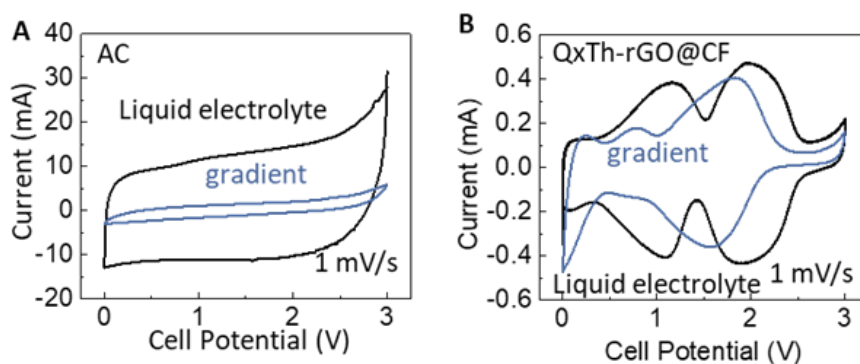 A
AC
Liquid electrolyte
gradient
1 mV/s
Current (mA)
40
30
20
10
0
-10
-20
0
1
2
3
Cell Potential (V)
B
QxTh-rGO@CF
gradient
Liquid electrolyte
1 mV/s
Current (mA)
0.6
0.4
0.2
0.0
-0.2
-0.4
-0.6
0
1
2
3
Cell Potential (V)